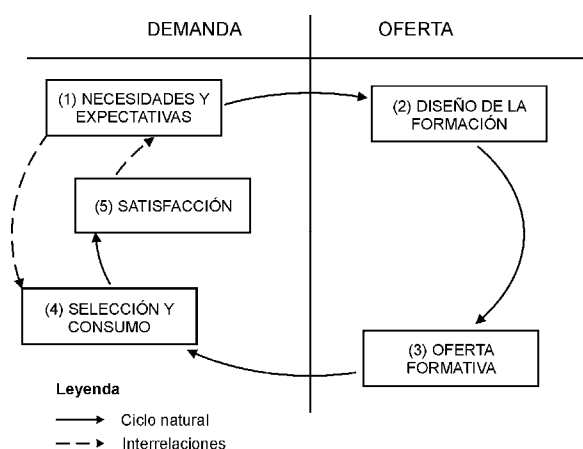 DEMANDA
OFERTA
(1) NECESIDADES Y
EXPECTATIVAS
(2) DISEÑO DE LA
FORMACIÓN
(5) SATISFACCIÓN
(4) SELECCIÓN Y
CONSUMO
(3) OFERTA
FORMATIVA
Leyenda
Ciclo natural
Interrelaciones